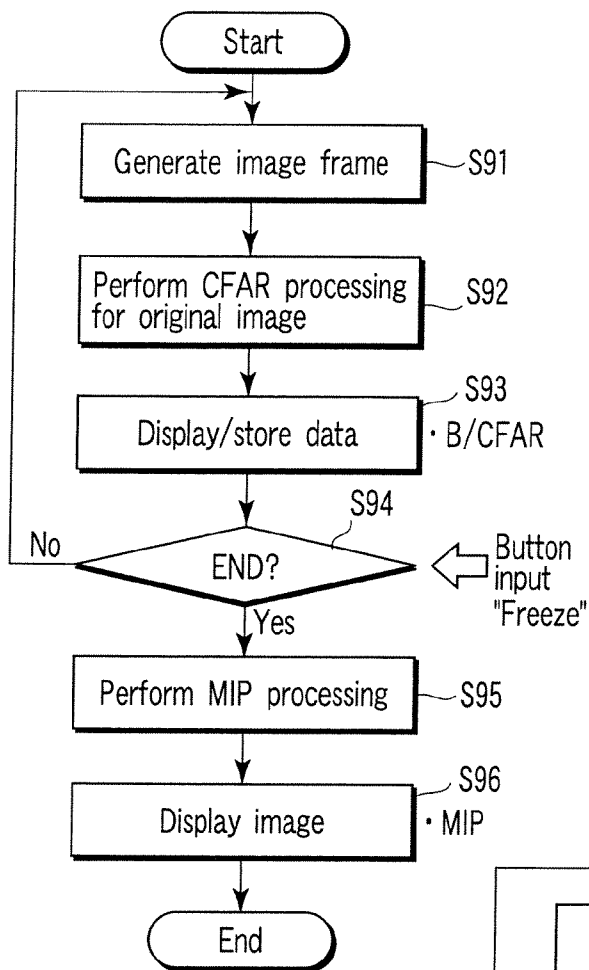 Start
Generate image frame
S91
Perform CFAR processing
for original image
S92
S93
Display/store data
· B/CFAR
S94
No
END?
Button
input
"Freeze"
Yes
Perform MIP processing
S95
S96
Display image
· MIP
End